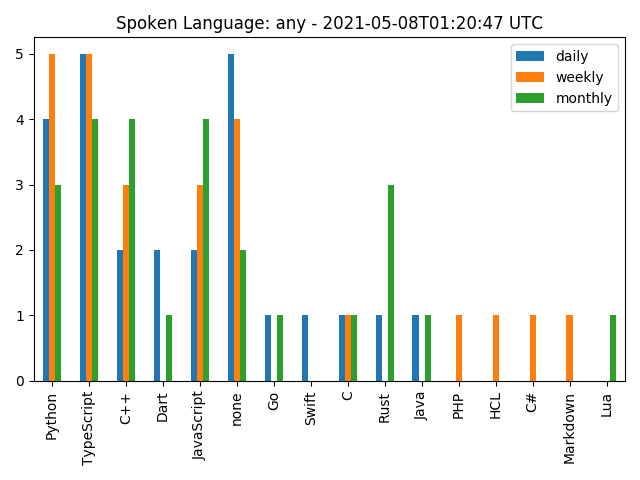 Spoken Language: any - 2021-05-08T01:20:47 UTC
daily
weekly
monthly
5
4
3
2
1
0
Python
TypeScript
C++
Dart
JavaScript
none
Go
Swift
C
Rust
Java
PHP
HCL
C#
Markdown
Lua